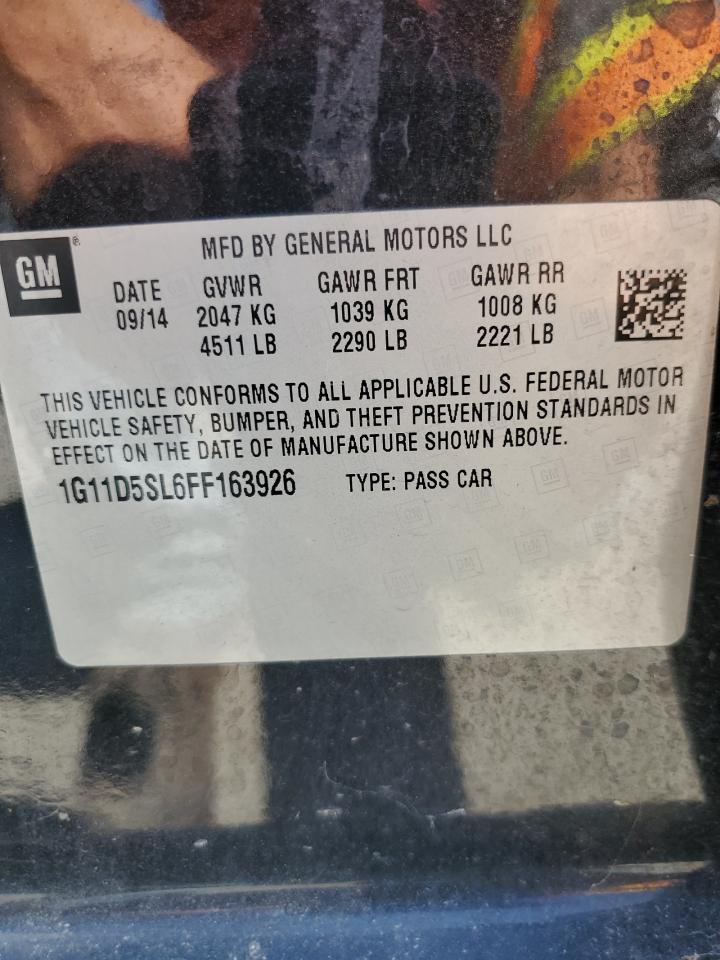 GM®
MFD BY GENERAL MOTORS LLC
DATE GVWR GAWR FRT GAWR RR
09/14 2047 KG 1039 KG 1008 KG
4511 LB 2290 LB 2221 LB
THIS VEHICLE CONFORMS TO ALL APPLICABLE U.S. FEDERAL MOTOR
VEHICLE SAFETY, BUMPER, AND THEFT PREVENTION STANDARDS IN
EFFECT ON THE DATE OF MANUFACTURE SHOWN ABOVE.
1G11D5SL6FF163926 TYPE: PASS CAR